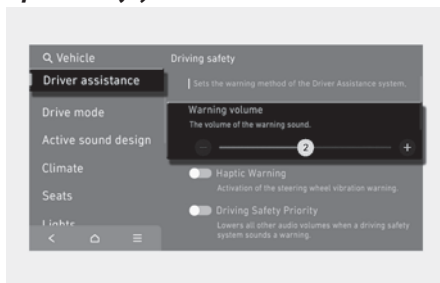 Vehicle
Driver assistance
Drive mode
Active sound design
Climate
Seats
Lights
Driving safety
Sets the warning method of the Driver Assistance system.
Warning volume
The volume of the warning sound.
2
Haptic Warning
Activation of the steering wheel vibration warning.
Driving Safety Priority
Lowers all other audio volumes when a driving safety
system sounds a warning.